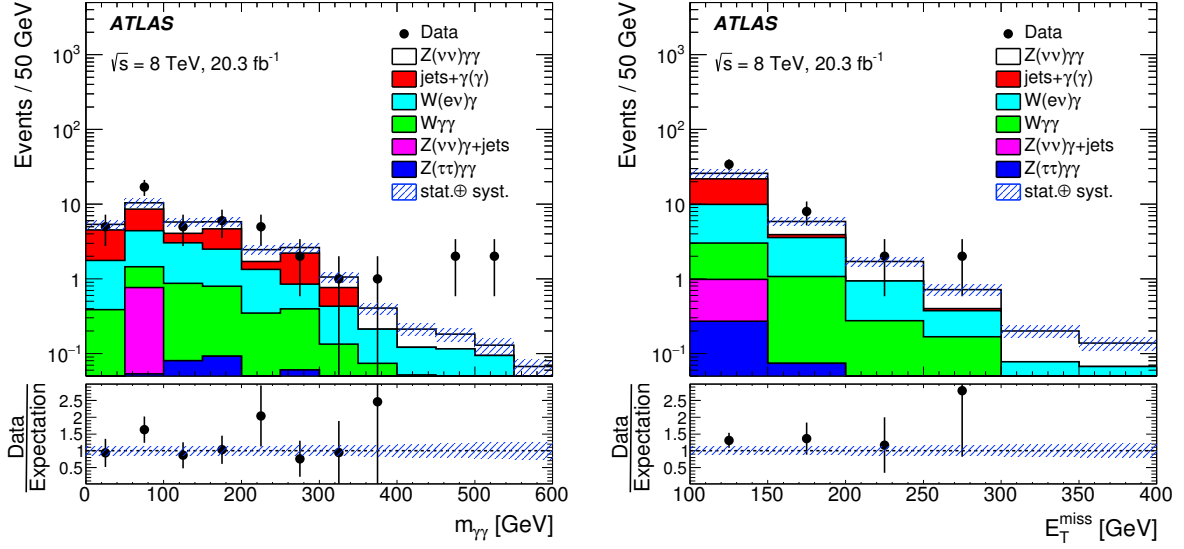 ATLAS
√s = 8 TeV, 20.3 fb⁻¹
Data
Z(νν)γγ
jets+γ(γ)
W(eν)γ
Wγγ
Z(νν)γ+jets
Z(ττ)γγ
stat.⊕ syst.
Events / 50 GeV
10³
10²
10
1
10⁻¹
Data
Expectation
2.5
2
1.5
1
0.5
0 100 200 300 400 500 600
m_γγ [GeV]
ATLAS
√s = 8 TeV, 20.3 fb⁻¹
Data
Z(νν)γγ
jets+γ(γ)
W(eν)γ
Wγγ
Z(νν)γ+jets
Z(ττ)γγ
stat.⊕ syst.
Events / 50 GeV
10³
10²
10
1
10⁻¹
Data
Expectation
2.5
2
1.5
1
0.5
100 150 200 250 300 350 400
E_T^miss [GeV]